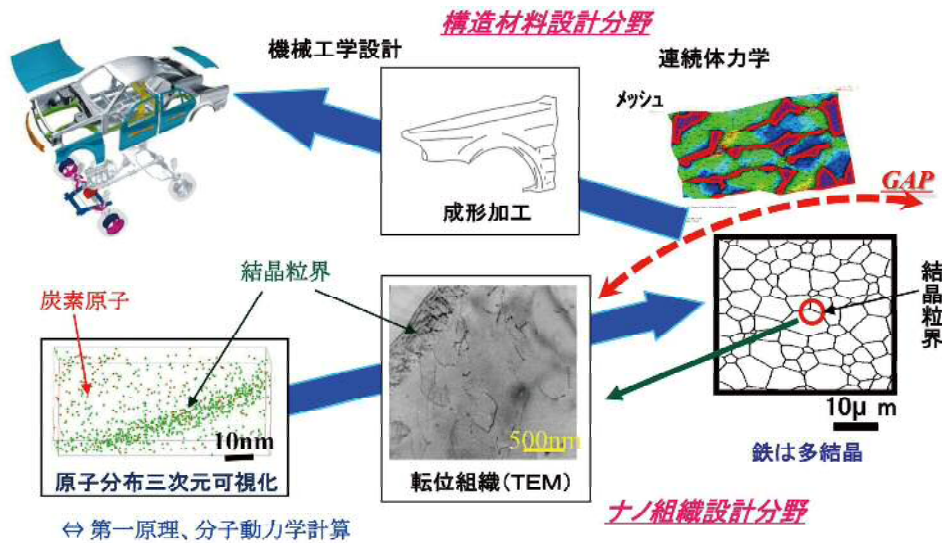 構造材料設計分野
機械工学設計
連続体力学
メッシュ
GAP
成形加工
結晶粒界
炭素原子
結晶粒界
10nm
500nm
10μm
原子分布三次元可視化
転位組織(TEM)
鉄は多結晶
ナノ組織設計分野
⇔ 第一原理、分子動力学計算